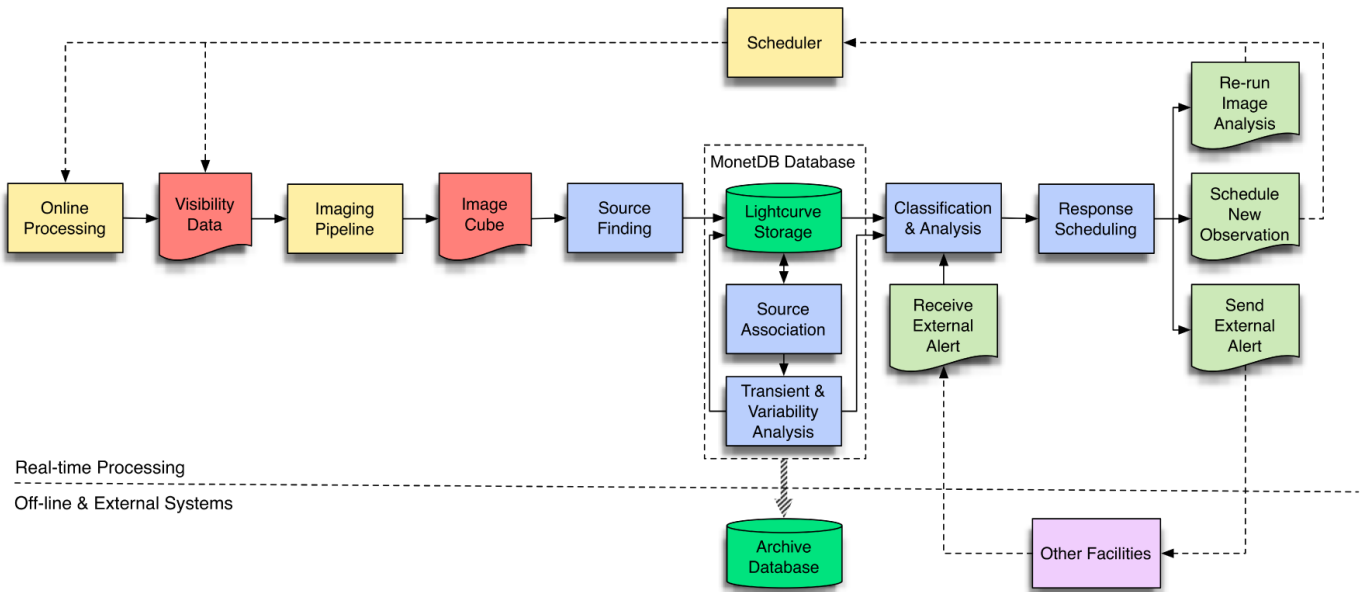 Scheduler
Re-run
Image
Analysis
MonetDB Database
Online
Processing
Visibility
Data
Imaging
Pipeline
Image
Cube
Source
Finding
Lightcurve
Storage
Classification
& Analysis
Response
Scheduling
Schedule
New
Observation
Source
Association
Receive
External
Alert
Send
External
Alert
Transient &
Variability
Analysis
Real-time Processing
Off-line & External Systems
Archive
Database
Other Facilities